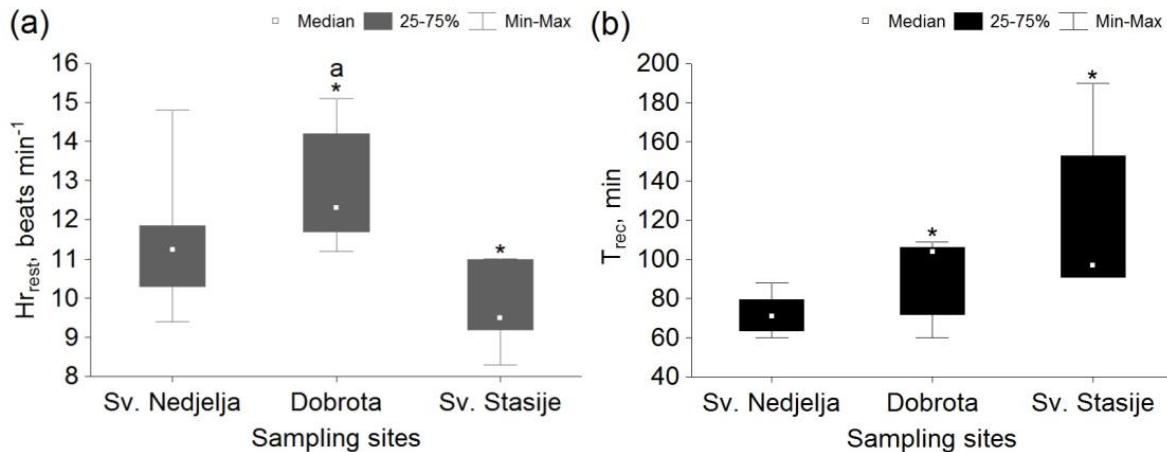 (a)
Median 25-75% Min-Max
16
15
14
13
12
11
10
9
8
Hr_rest, beats min⁻¹
a
*
*
Sv. Nedjelja Dobrota Sv. Stasije
Sampling sites
(b)
Median 25-75% Min-Max
200
180
160
140
120
100
80
60
40
T_rec, min
*
*
Sv. Nedjelja Dobrota Sv. Stasije
Sampling sites